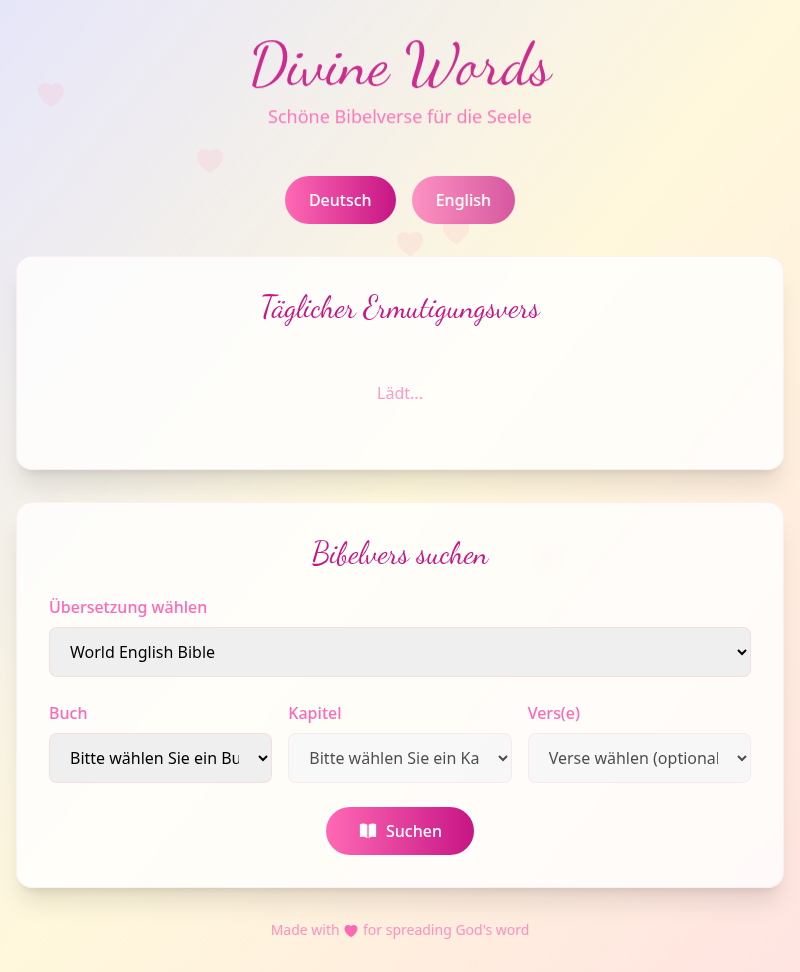 Divine Words
Schöne Bibelverse für die Seele
Deutsch English
Täglicher Ermutigungsvers
Lädt...
Bibelvers suchen
Übersetzung wählen
World English Bible
Buch Kapitel Vers(e)
Bitte wählen Sie ein Bu Bitte wählen Sie ein Ka Verse wählen (optional
Suchen
Made with for spreading God's word